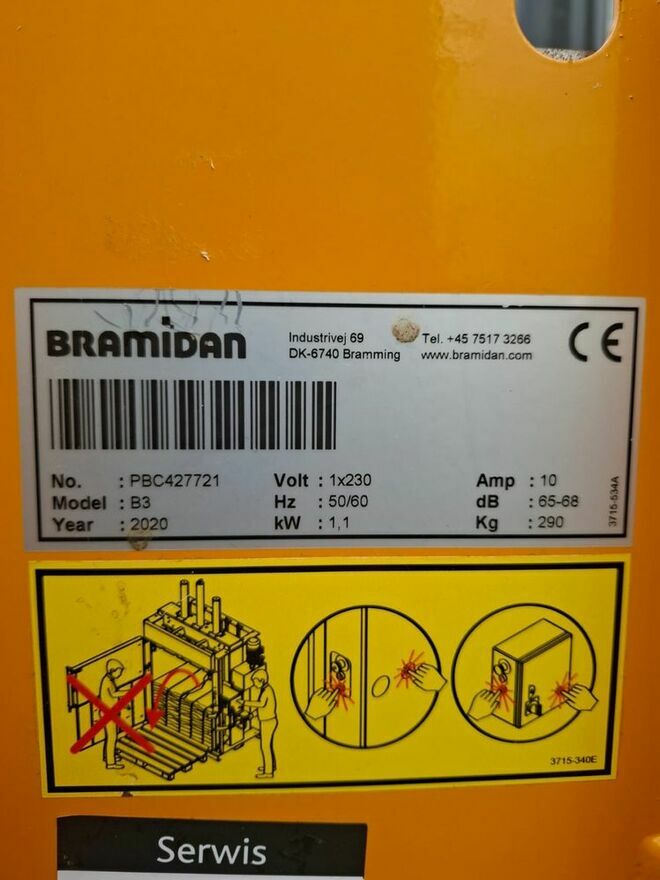 BRAMIDAN
Industrivej 69
DK-6740 Bramming
Tel. +45 7517 3266
www.bramidan.com
CE
No. : PBC427721
Model : B3
Year : 2020
Volt : 1x230
Hz : 50/60
kW : 1,1
Amp : 10
dB : 65-68
Kg : 290
3715-534A
3715-340E
Serwis